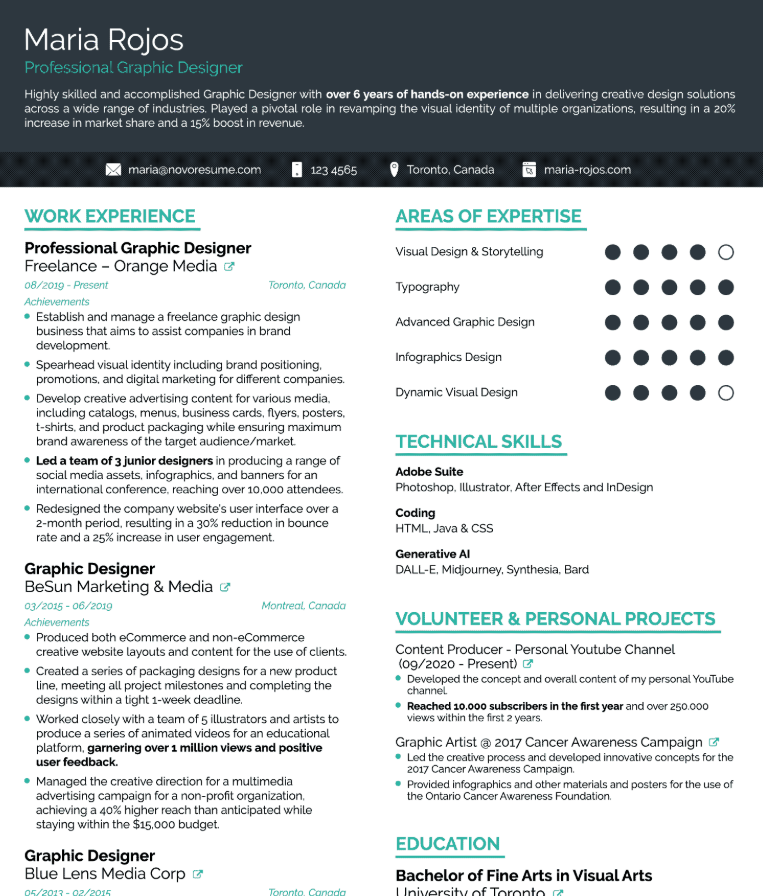 Maria Rojos
Professional Graphic Designer
Highly skilled and accomplished Graphic Designer with over 6 years of hands-on experience in delivering creative design solutions
across a wide range of industries. Played a pivotal role in revamping the visual identity of multiple organizations, resulting in a 20%
increase in market share and a 15% boost in revenue.
maria@novoresume.com
123 4565
Toronto, Canada
maria-rojos.com
WORK EXPERIENCE
Professional Graphic Designer
Freelance – Orange Media
08/2019 - Present
Toronto, Canada
Achievements
Establish and manage a freelance graphic design
business that aims to assist companies in brand
development.
Spearhead visual identity including brand positioning,
promotions, and digital marketing for different companies.
Develop creative advertising content for various media,
including catalogs, menus, business cards, flyers, posters,
t-shirts, and product packaging while ensuring maximum
brand awareness of the target audience/market.
Led a team of 3 junior designers in producing a range of
social media assets, infographics, and banners for an
international conference, reaching over 10,000 attendees.
Redesigned the company website's user interface over a
2-month period, resulting in a 30% reduction in bounce
rate and a 25% increase in user engagement.
Graphic Designer
BeSun Marketing & Media
03/2015 - 06/2019
Montreal, Canada
Achievements
Produced both eCommerce and non-eCommerce
creative website layouts and content for the use of clients.
Created a series of packaging designs for a new product
line, meeting all project milestones and completing the
designs within a tight 1-week deadline.
Worked closely with a team of 5 illustrators and artists to
produce a series of animated videos for an educational
platform, garnering over 1 million views and positive
user feedback.
Managed the creative direction for a multimedia
advertising campaign for a non-profit organization,
achieving a 40% higher reach than anticipated while
staying within the $15,000 budget.
Graphic Designer
Blue Lens Media Corp
05/2013 - 02/2015
Toronto, Canada
AREAS OF EXPERTISE
Visual Design & Storytelling
Typography
Advanced Graphic Design
Infographics Design
Dynamic Visual Design
TECHNICAL SKILLS
Adobe Suite
Photoshop, Illustrator, After Effects and InDesign
Coding
HTML, Java & CSS
Generative AI
DALL-E, Midjourney, Synthesia, Bard
VOLUNTEER & PERSONAL PROJECTS
Content Producer - Personal Youtube Channel
(09/2020 - Present)
Developed the concept and overall content of my personal YouTube
channel.
Reached 10.000 subscribers in the first year and over 250.000
views within the first 2 years.
Graphic Artist @ 2017 Cancer Awareness Campaign
Led the creative process and developed innovative concepts for the
2017 Cancer Awareness Campaign.
Provided infographics and other materials and posters for the use of
the Ontario Cancer Awareness Foundation.
EDUCATION
Bachelor of Fine Arts in Visual Arts
University of Toronto